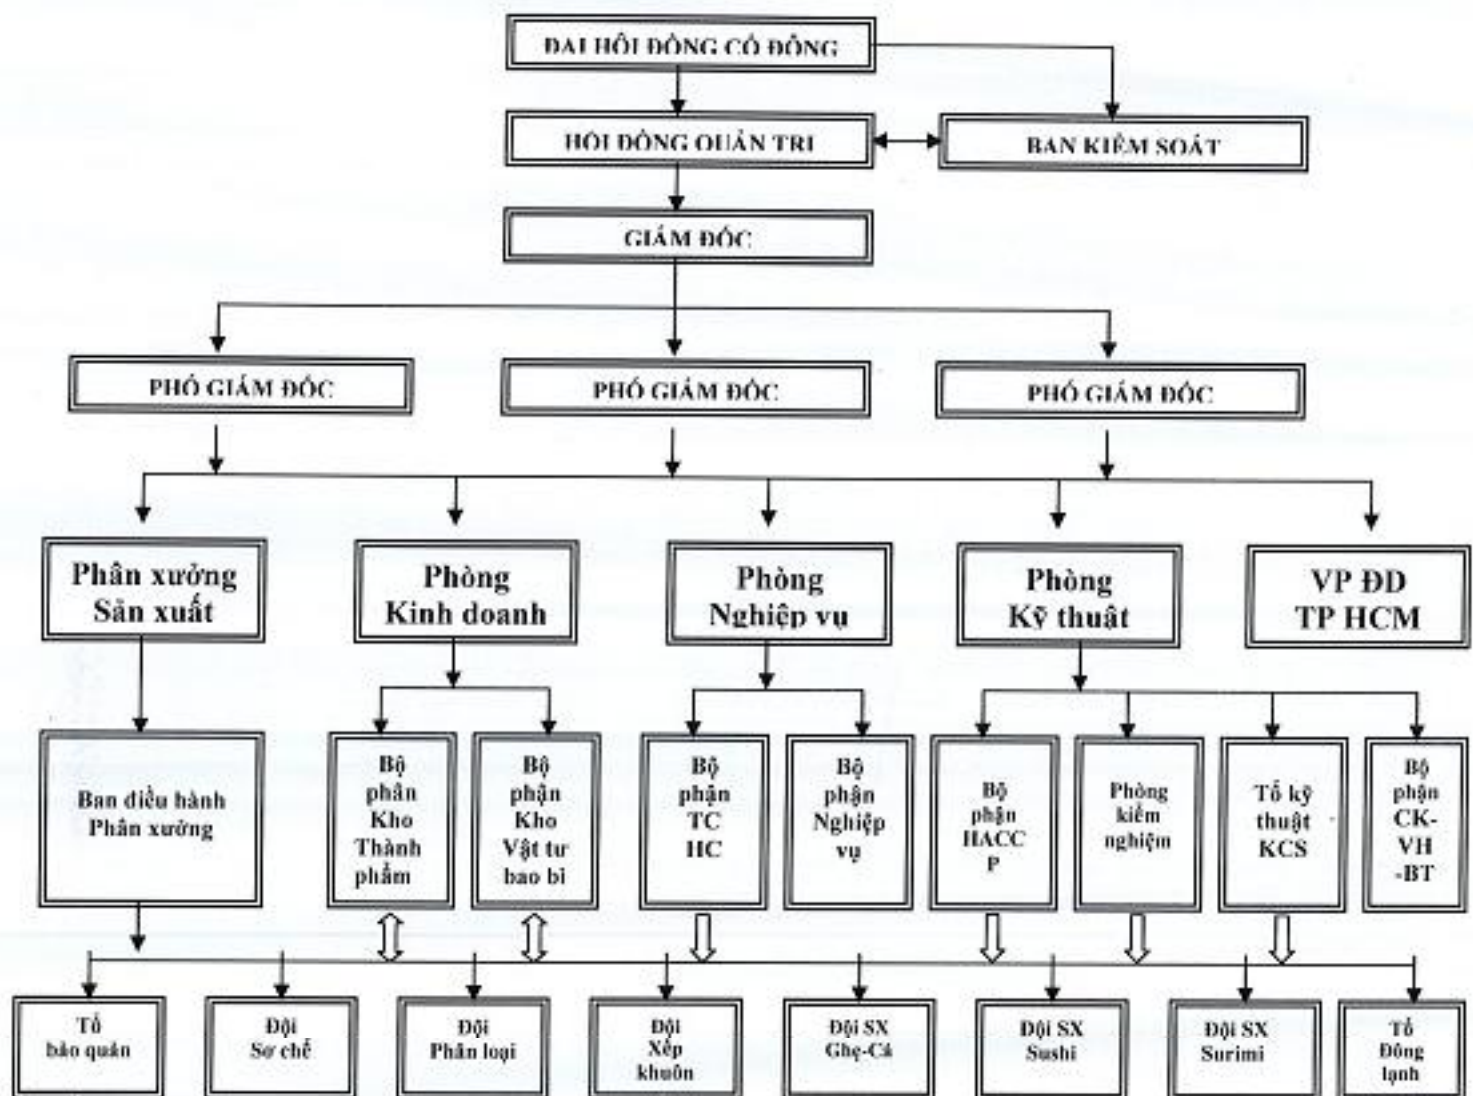 ĐẠI HỘI ĐỒNG CỔ ĐÔNG
HỘI ĐỒNG QUẢN TRỊ
BAN KIỂM SOÁT
GIÁM ĐỐC
PHÓ GIÁM ĐỐC
PHÓ GIÁM ĐỐC
PHÓ GIÁM ĐỐC
Phân xưởng
Sản xuất
Phòng
Kinh doanh
Phòng
Nghiệp vụ
Phòng
Kỹ thuật
VP ĐD
TP HCM
Ban điều hành
Phân xưởng
Bộ
phân
Kho
Thành
phẩm
Bộ
phận
Kho
Vật tư
bao bì
Bộ
phận
TC
HC
Bộ
phận
Nghiệp
vụ
Bộ
phận
HACC
P
Phòng
kiểm
nghiệm
Tổ kỹ
thuật
KCS
Bộ
phận
CK-
VH
-BT
Tổ
bảo quản
Đội
Sơ chế
Đội
Phân loại
Đội
Xếp
khuôn
Đội SX
Ghẹ-Cá
Đội SX
Sushi
Đội SX
Surimi
Tổ
Đông
lạnh